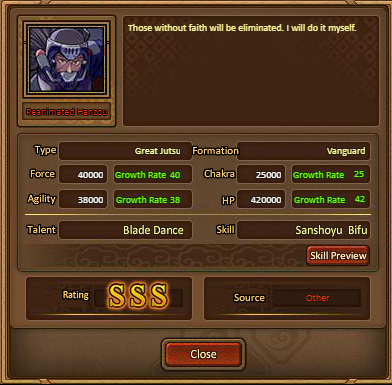 Those without faith will be eliminated. I will do it myself.
Reanimated Hanzou
Type Great Jutsu Formation Vanguard
Force 40000 Growth Rate 40 Chakra 25000 Growth Rate 25
Agility 38000 Growth Rate 38 HP 420000 Growth Rate 42
Talent Blade Dance Skill Sanshoyu Bifu
Skill Preview
Rating SSS Source Other
Close